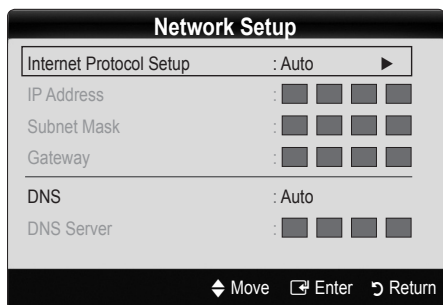 Network Setup
Internet Protocol Setup : Auto ▶
IP Address :
Subnet Mask :
Gateway :
DNS : Auto
DNS Server :
Move Enter Return